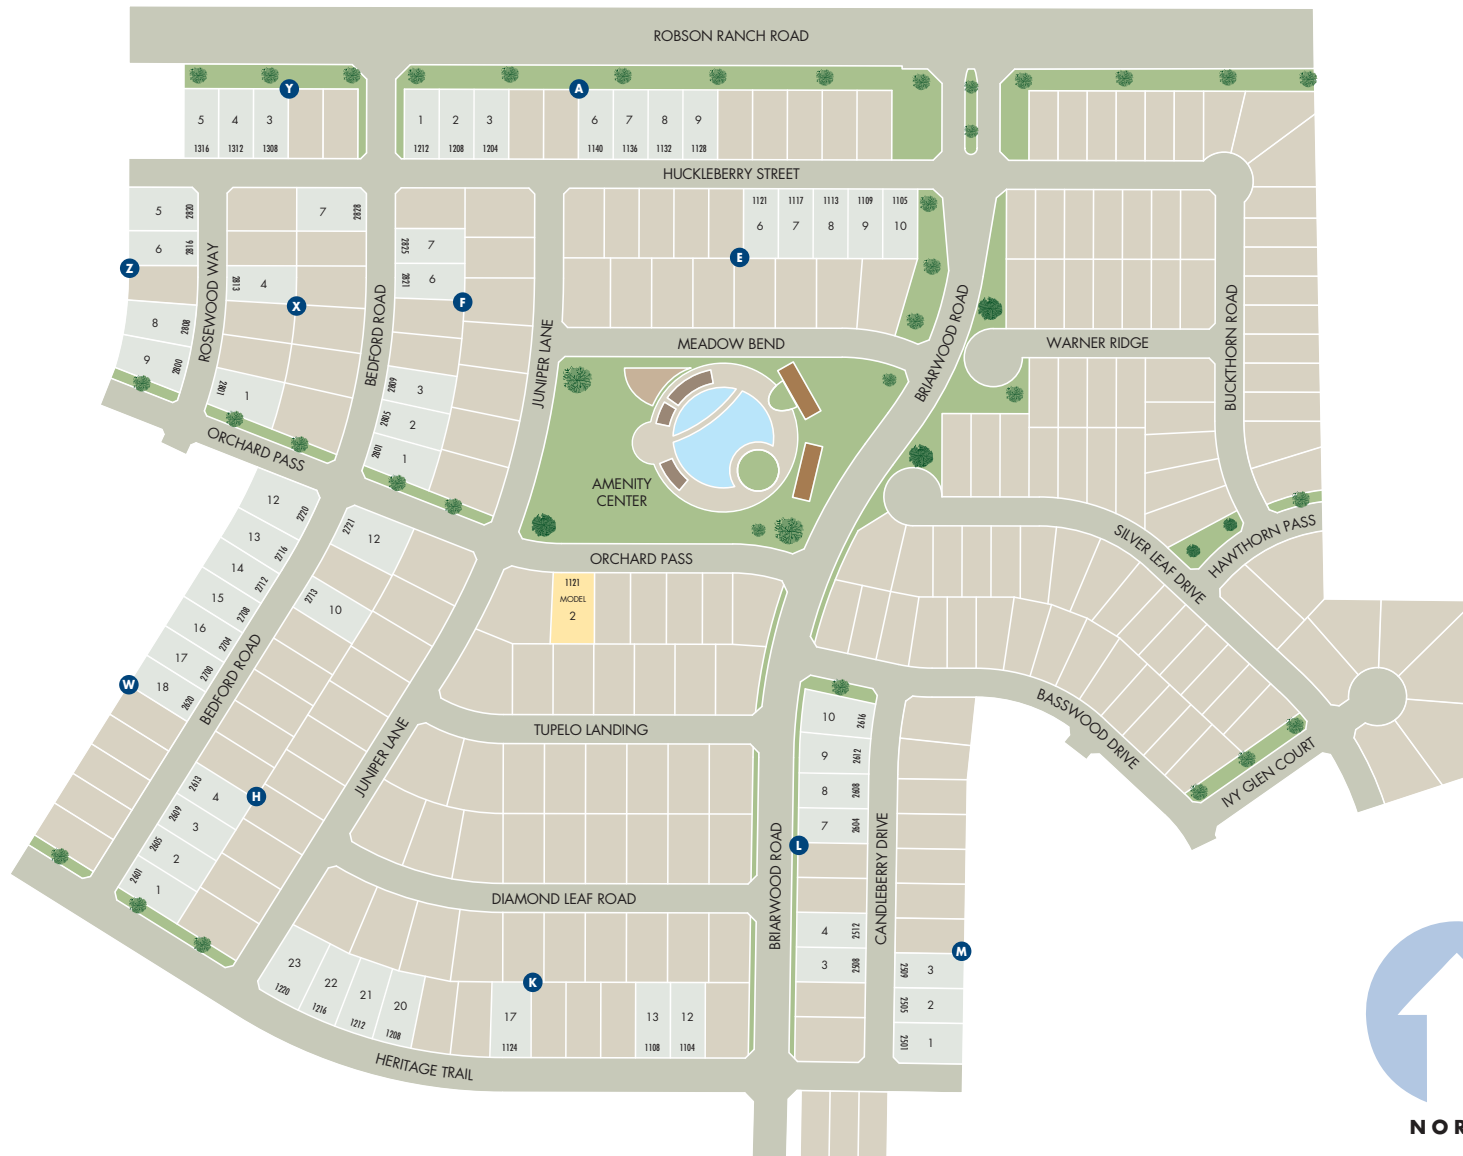 ROBSON RANCH ROAD
Y
A
5 4 3
1316 1312 1308
1 2 3 6 7 8 9
1212 1208 1204 1140 1136 1132 1128
HUCKLEBERRY STREET
5 2820
6 2816
Z
8 2808
9 2800
ROSEWOOD WAY
7 2828
2813 4
X
2801 1
BEDFORD ROAD
2825 7
2821 6
F
2809 3
2805 2
2801 1
JUNIPER LANE
1121 1117 1113 1109 1105
6 7 8 9 10
E
MEADOW BEND
BRIARWOOD ROAD
WARNER RIDGE
BUCKTHORN ROAD
AMENITY
CENTER
ORCHARD PASS
ORCHARD PASS
SILVER LEAF DRIVE
HAWTHORN PASS
12 2720
13 2716
14 2712
15 2708
16 2704
17 2700
18 2620
W
BEDFORD ROAD
2721 12
2713 10
1121
MODEL
2
TUPELO LANDING
JUNIPER LANE
2613 4
H
2609 3
2605 2
2601 1
BASSWOOD DRIVE
IVY GLEN COURT
10 2616
9 2612
8 2608
7 2604
L
4 2512
3 2508
BRIARWOOD ROAD
CANDLEBERRY DRIVE
DIAMOND LEAF ROAD
M
2509 3
2505 2
2501 1
K
23 22 21 20 17 13 12
1220 1216 1212 1208 1124 1108 1104
HERITAGE TRAIL
NOR